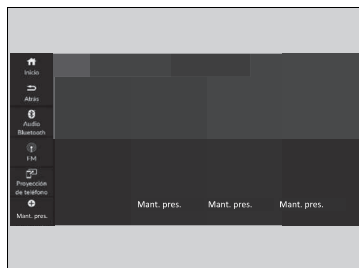 Inicio
Atrás
Audio
Bluetooth
FM
Proyección
de teléfono
Mant. pres.
Mant. pres.
Mant. pres.
Mant. pres.